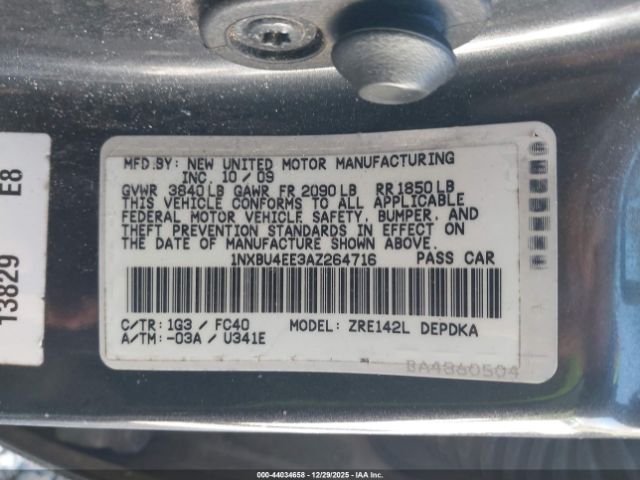 MFD.BY: NEW UNITED MOTOR MANUFACTURING
INC. 10 / 09
GVWR 3840 LB GAWR FR 2090 LB RR 1850 LB
THIS VEHICLE CONFORMS TO ALL APPLICABLE
FEDERAL MOTOR VEHICLE SAFETY, BUMPER, AND
THEFT PREVENTION STANDARDS IN EFFECT ON
THE DATE OF MANUFACTURE SHOWN ABOVE.
1NXBU4EE3AZ264716 PASS CAR
C/TR: 1G3 / FC40 MODEL: ZRE142L DEPDKA
A/TM: -03A / U341E
BA4860504
13829 E8
000-44034658 - 12/29/2025 - IAAI.com